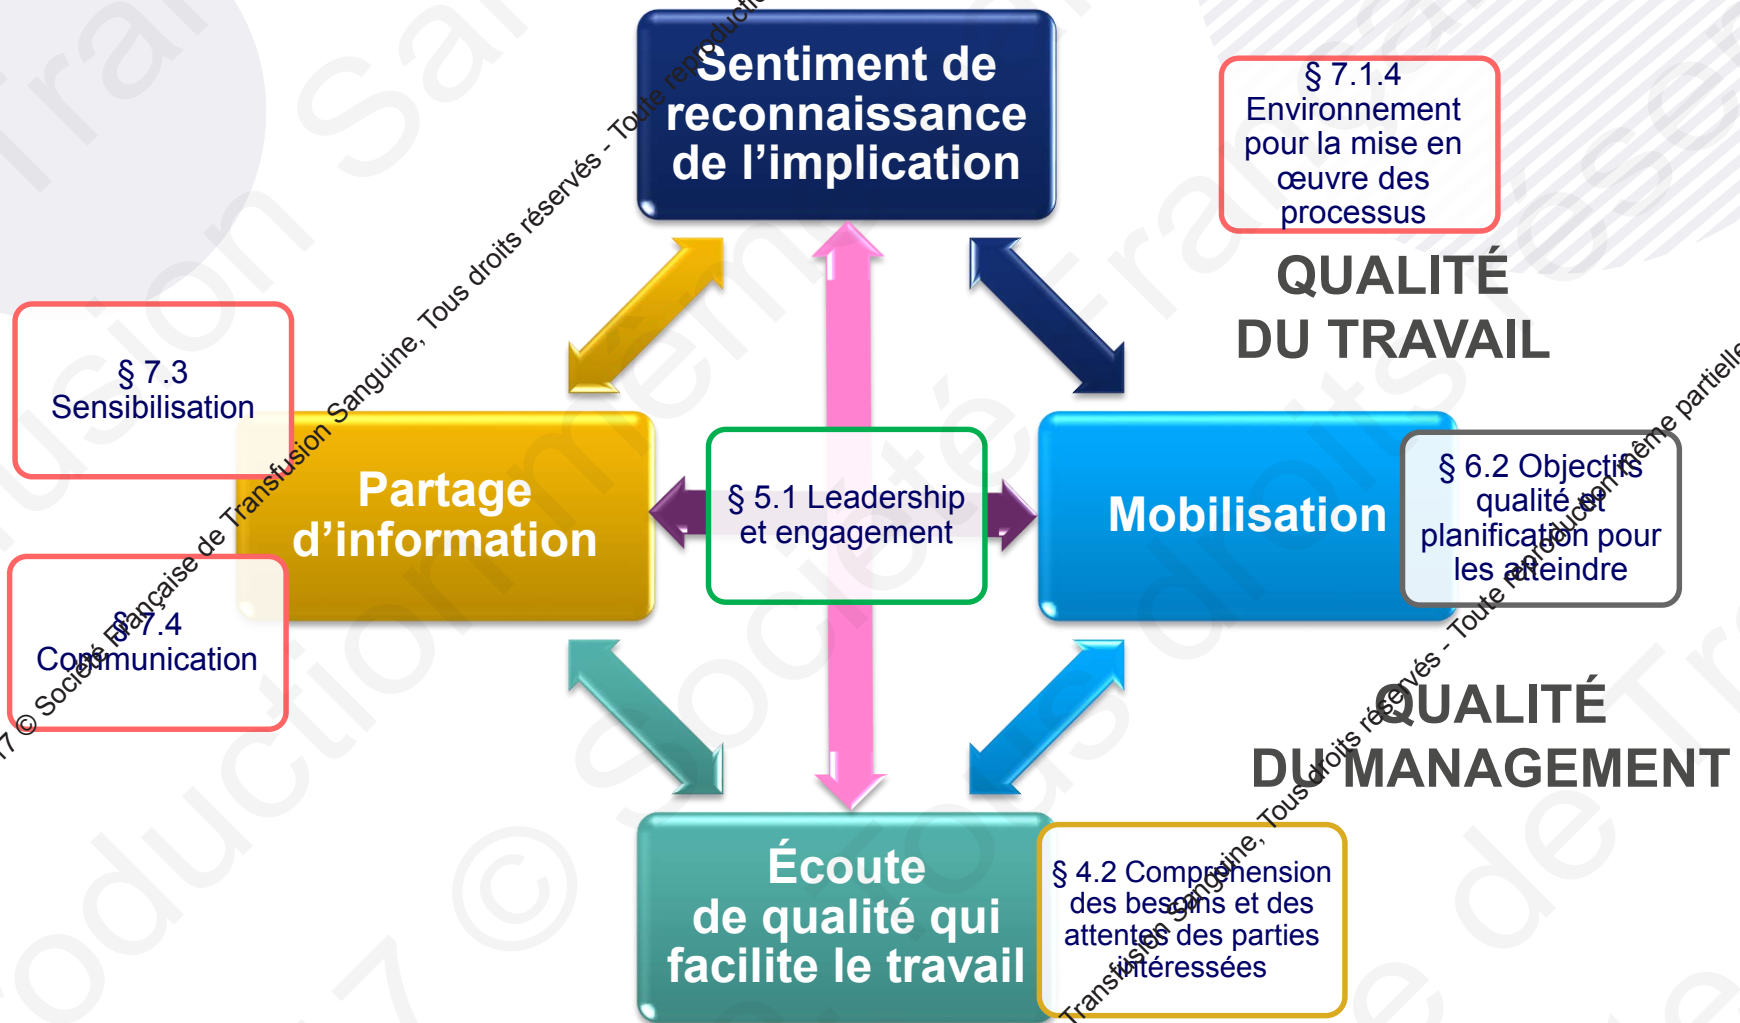 Sentiment de
reconnaissance
de l’implication
§ 7.1.4
Environnement
pour la mise en
œuvre des
processus
QUALITÉ
DU TRAVAIL
§ 7.3
Sensibilisation
Partage
d’information
§ 5.1 Leadership
et engagement
Mobilisation
§ 6.2 Objectifs
qualité et
planification pour
les atteindre
§ 7.4
Communication
QUALITÉ
DU MANAGEMENT
Écoute
de qualité qui
facilite le travail
§ 4.2 Compréhension
des besoins et des
attentes des parties
intéressées
17 © Société Française de Transfusion Sanguine, Tous droits réservés - Toute reproduction
Transfusion Sanguine, Tous droits réservés - Toute reproduction même partielle